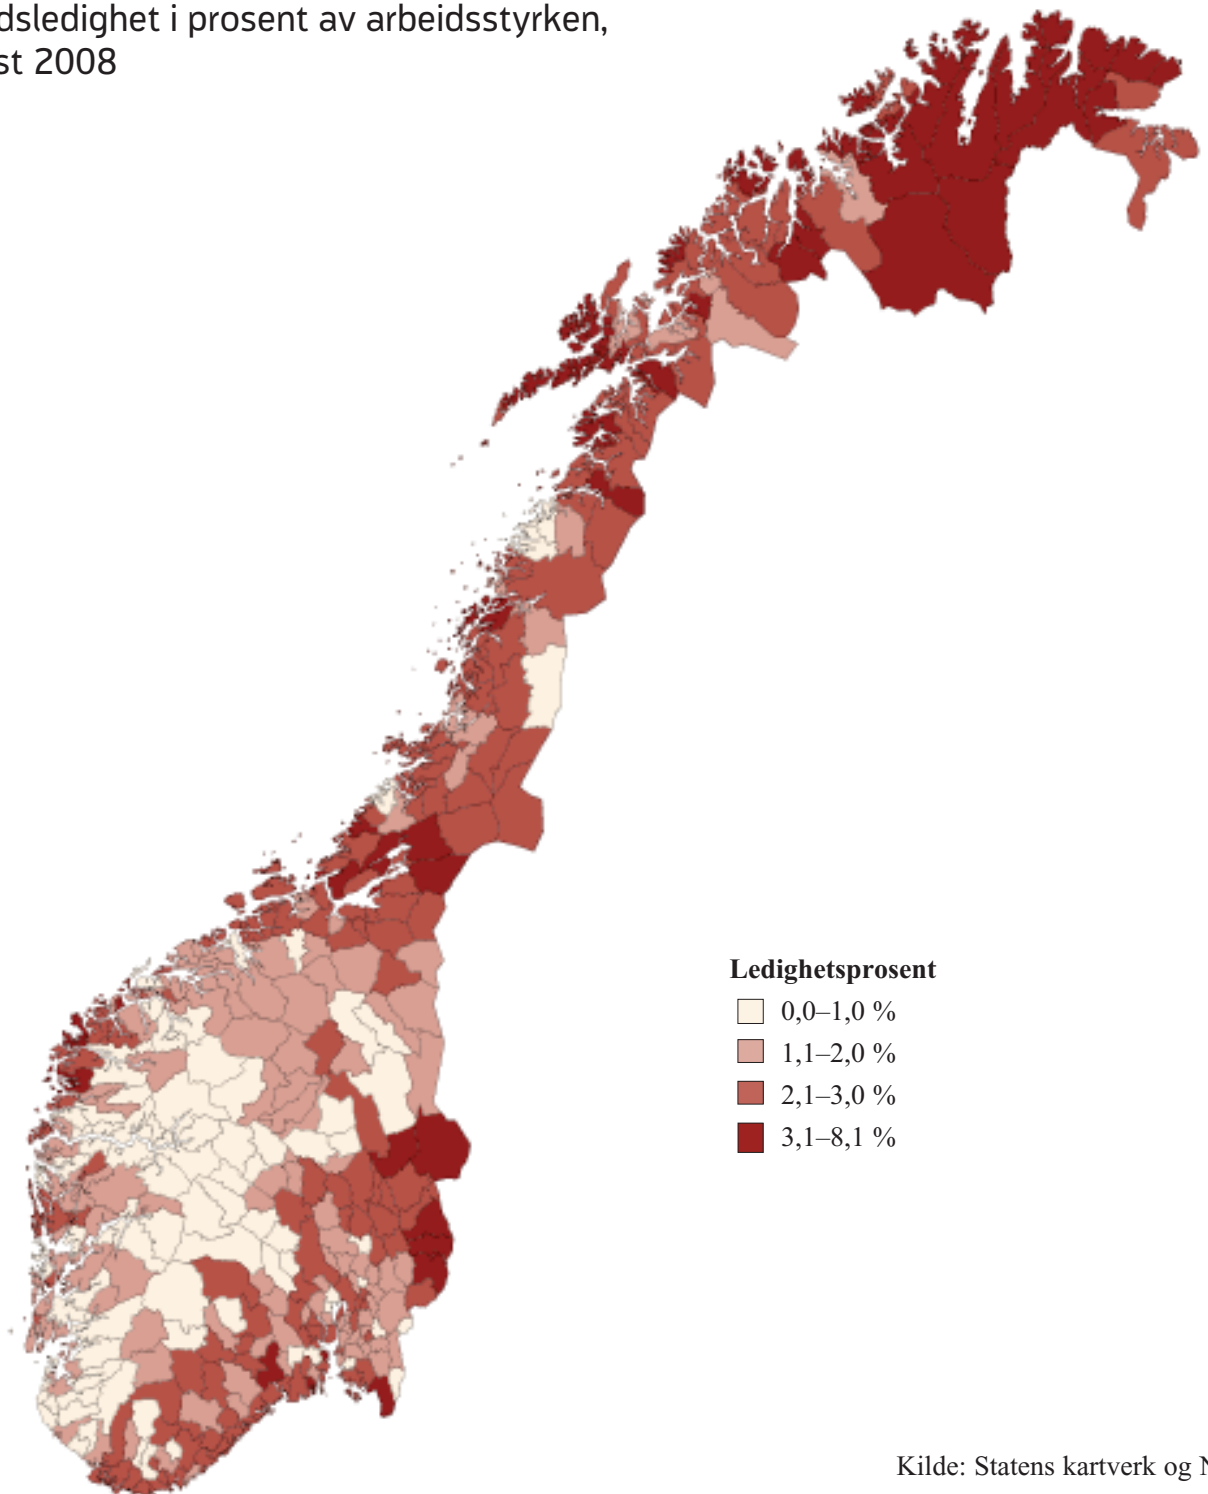 dsledighet i prosent av arbeidsstyrken,
st 2008
Ledighetsprosent
0,0–1,0 %
1,1–2,0 %
2,1–3,0 %
3,1–8,1 %
Kilde: Statens kartverk og N